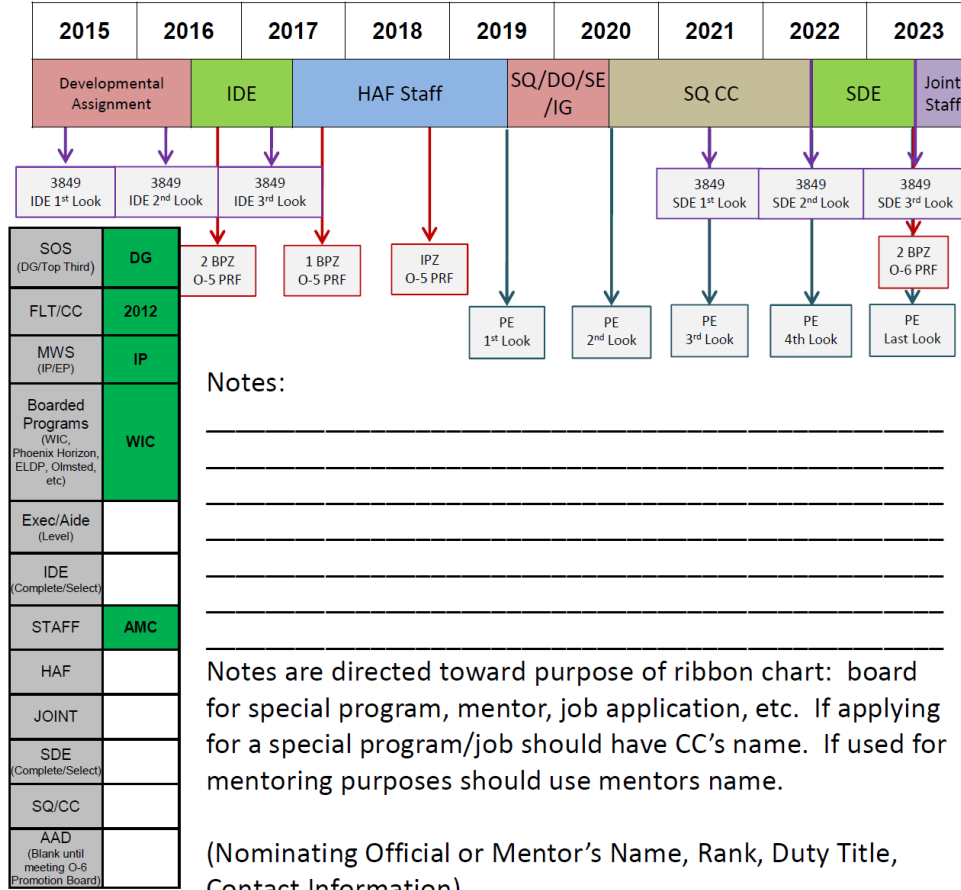 2015 2016 2017 2018 2019 2020 2021 2022 2023
Developmental
Assignment
IDE
HAF Staff
SQ/DO/SE
/IG
SQ CC
SDE
Joint
Staff
3849
IDE 1st Look
3849
IDE 2nd Look
3849
IDE 3rd Look
3849
SDE 1st Look
3849
SDE 2nd Look
3849
SDE 3rd Look
2 BPZ
O-5 PRF
1 BPZ
O-5 PRF
IPZ
O-5 PRF
2 BPZ
O-6 PRF
PE
1st Look
PE
2nd Look
PE
3rd Look
PE
4th Look
PE
Last Look
SOS
(DG/Top Third)
DG
FLT/CC
2012
MWS
(IP/EP)
IP
Boarded
Programs
(WIC,
Phoenix Horizon,
ELDP, Olmsted,
etc)
WIC
Exec/Aide
(Level)
IDE
(Complete/Select)
STAFF
AMC
HAF
JOINT
SDE
(Complete/Select)
SQ/CC
AAD
(Blank until
meeting O-6
Promotion Board)
Notes:
Notes are directed toward purpose of ribbon chart: board
for special program, mentor, job application, etc. If applying
for a special program/job should have CC’s name. If used for
mentoring purposes should use mentors name.
(Nominating Official or Mentor’s Name, Rank, Duty Title,
Contact Information)